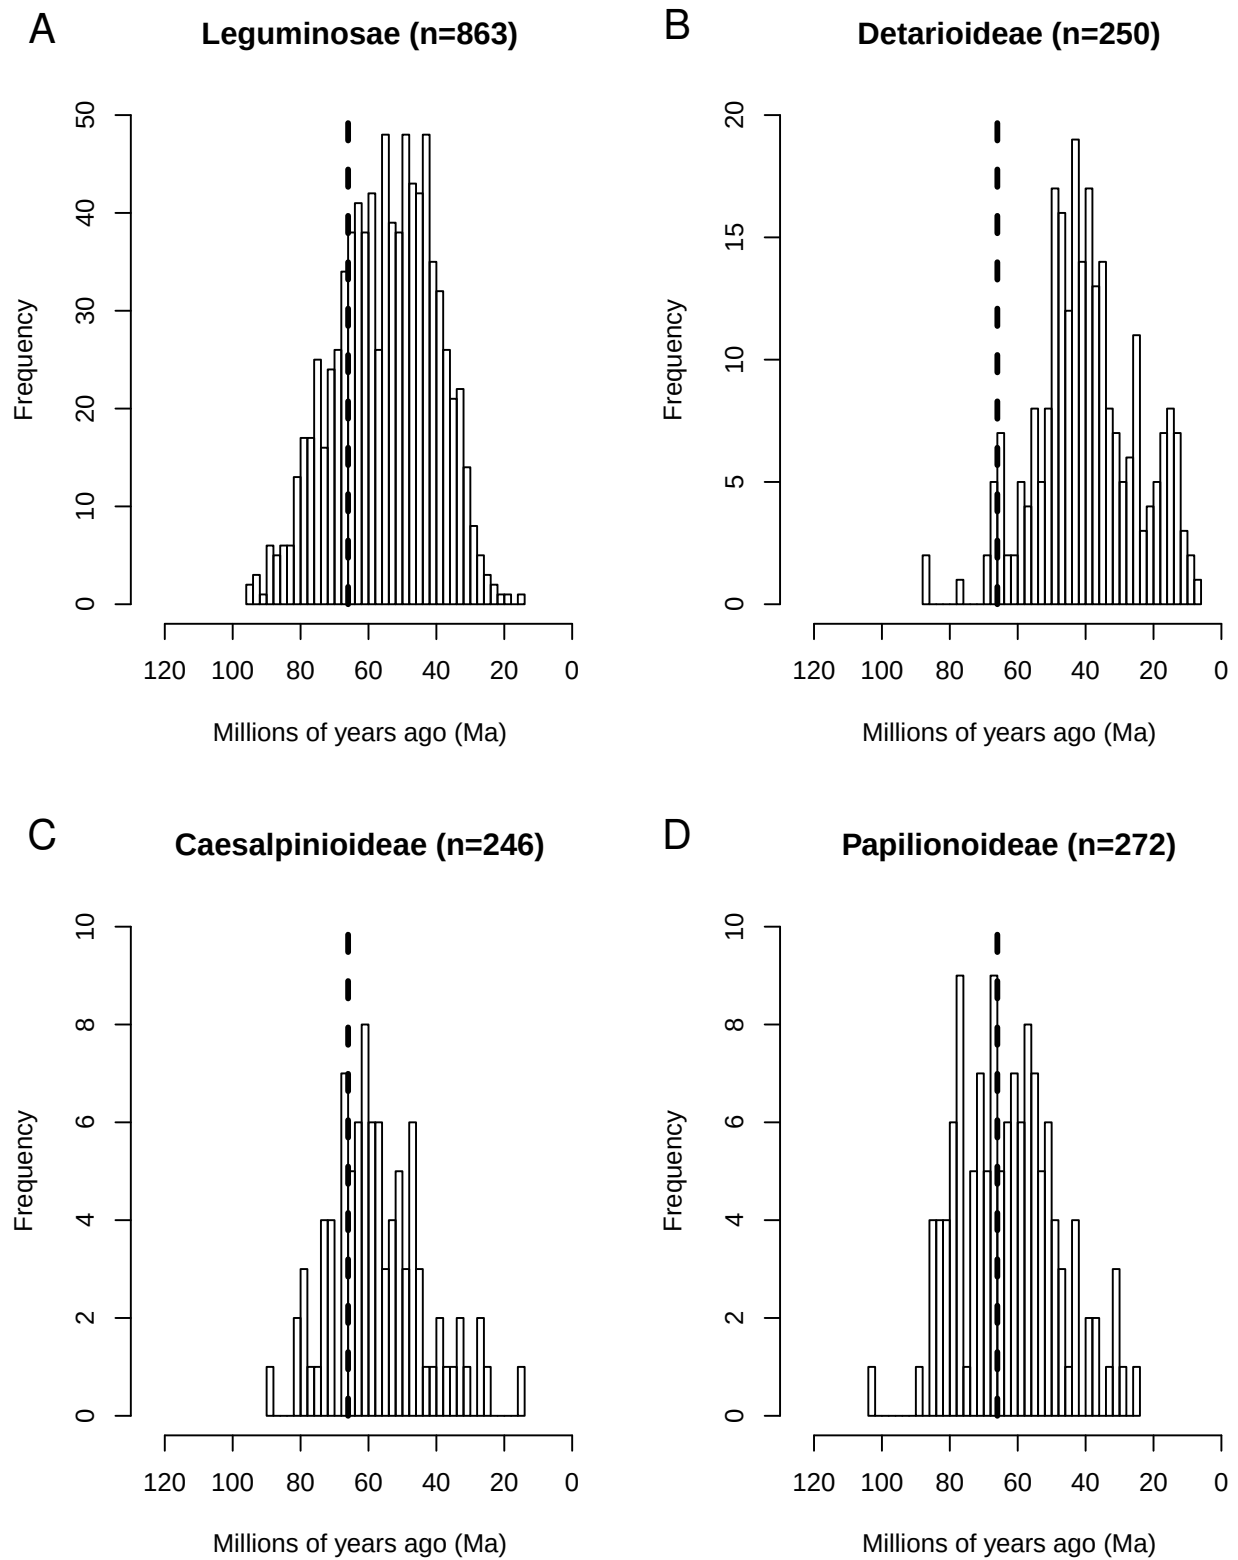 A
Leguminosae (n=863)
Frequency
50
40
30
20
10
0
120 100 80 60 40 20 0
Millions of years ago (Ma)
B
Detarioideae (n=250)
Frequency
20
15
10
5
0
120 100 80 60 40 20 0
Millions of years ago (Ma)
C
Caesalpinioideae (n=246)
Frequency
10
8
6
4
2
0
120 100 80 60 40 20 0
Millions of years ago (Ma)
D
Papilionoideae (n=272)
Frequency
10
8
6
4
2
0
120 100 80 60 40 20 0
Millions of years ago (Ma)